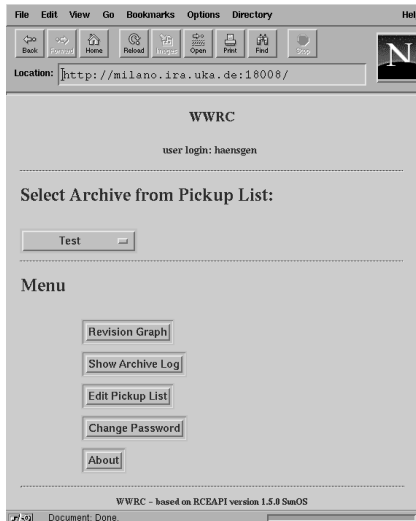 File Edit View Go Bookmarks Options Directory Hel
Back Forward Home Reload Images Open Print Find Stop
N
Location: http://milano.ira.uka.de:18008/
WWRC
user login: haensgen
Select Archive from Pickup List:
Test
Menu
Revision Graph
Show Archive Log
Edit Pickup List
Change Password
About
WWRC - based on RCEAPI version 1.5.0 SunOS
Document: Done.